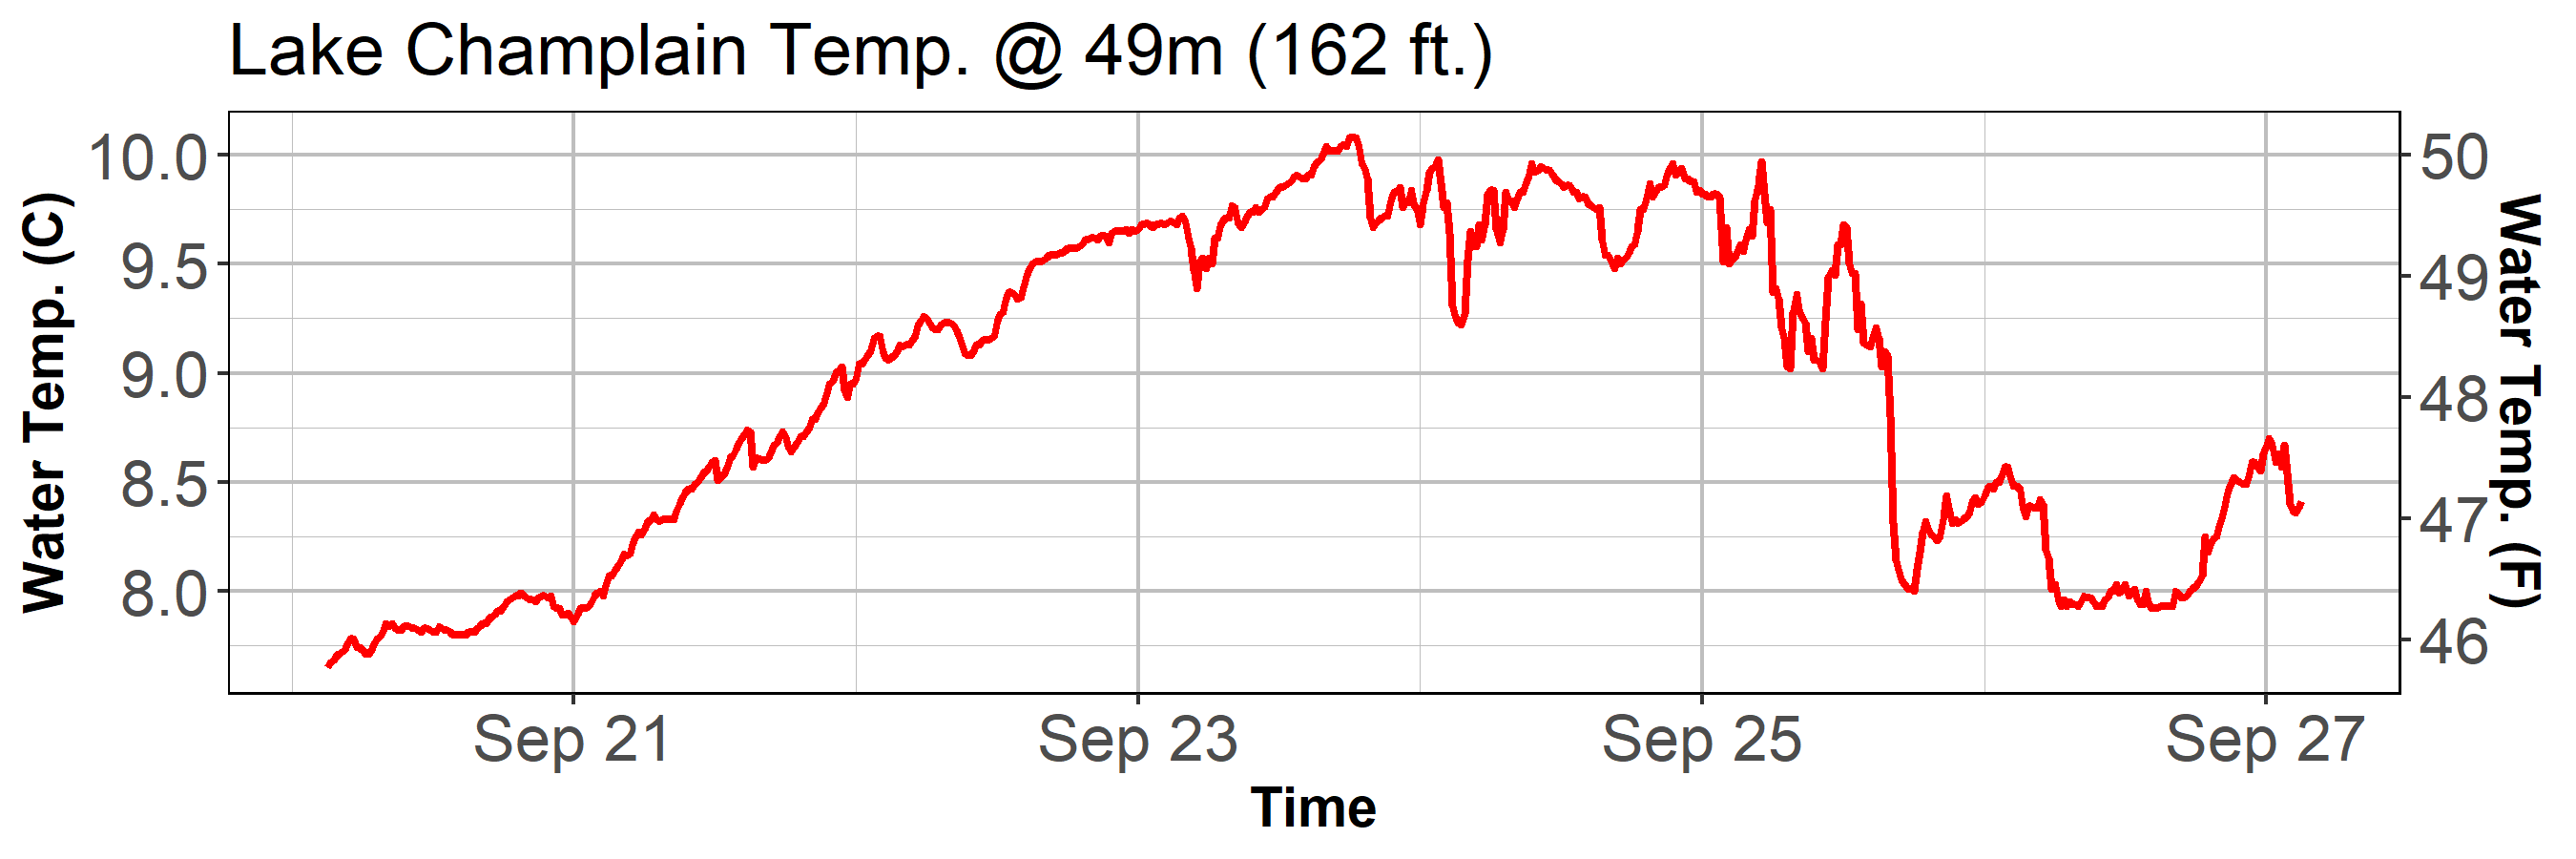 Lake Champlain Temp. @ 49m (162 ft.)
Water Temp. (C)
10.0
9.5
9.0
8.5
8.0
50
49
48
47
46
Water Temp. (F)
Sep 21
Sep 23
Sep 25
Sep 27
Time